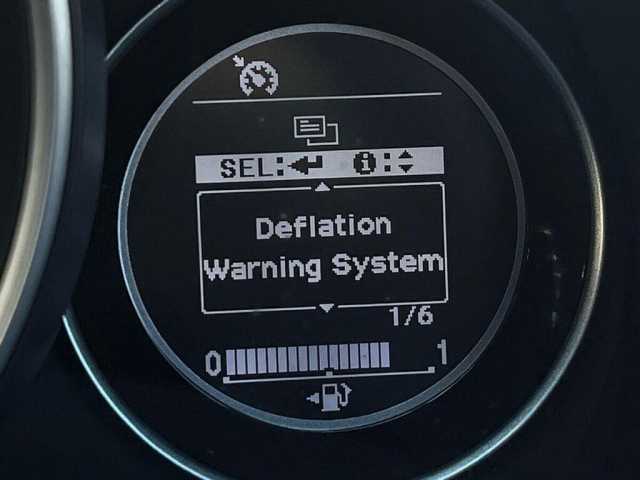 SEL: i :
Deflation
Warning System
1/6
0 1